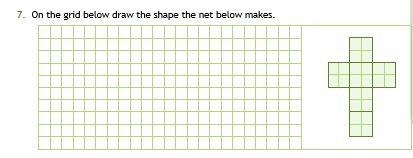 7. On the grid below draw the shape the net below makes.